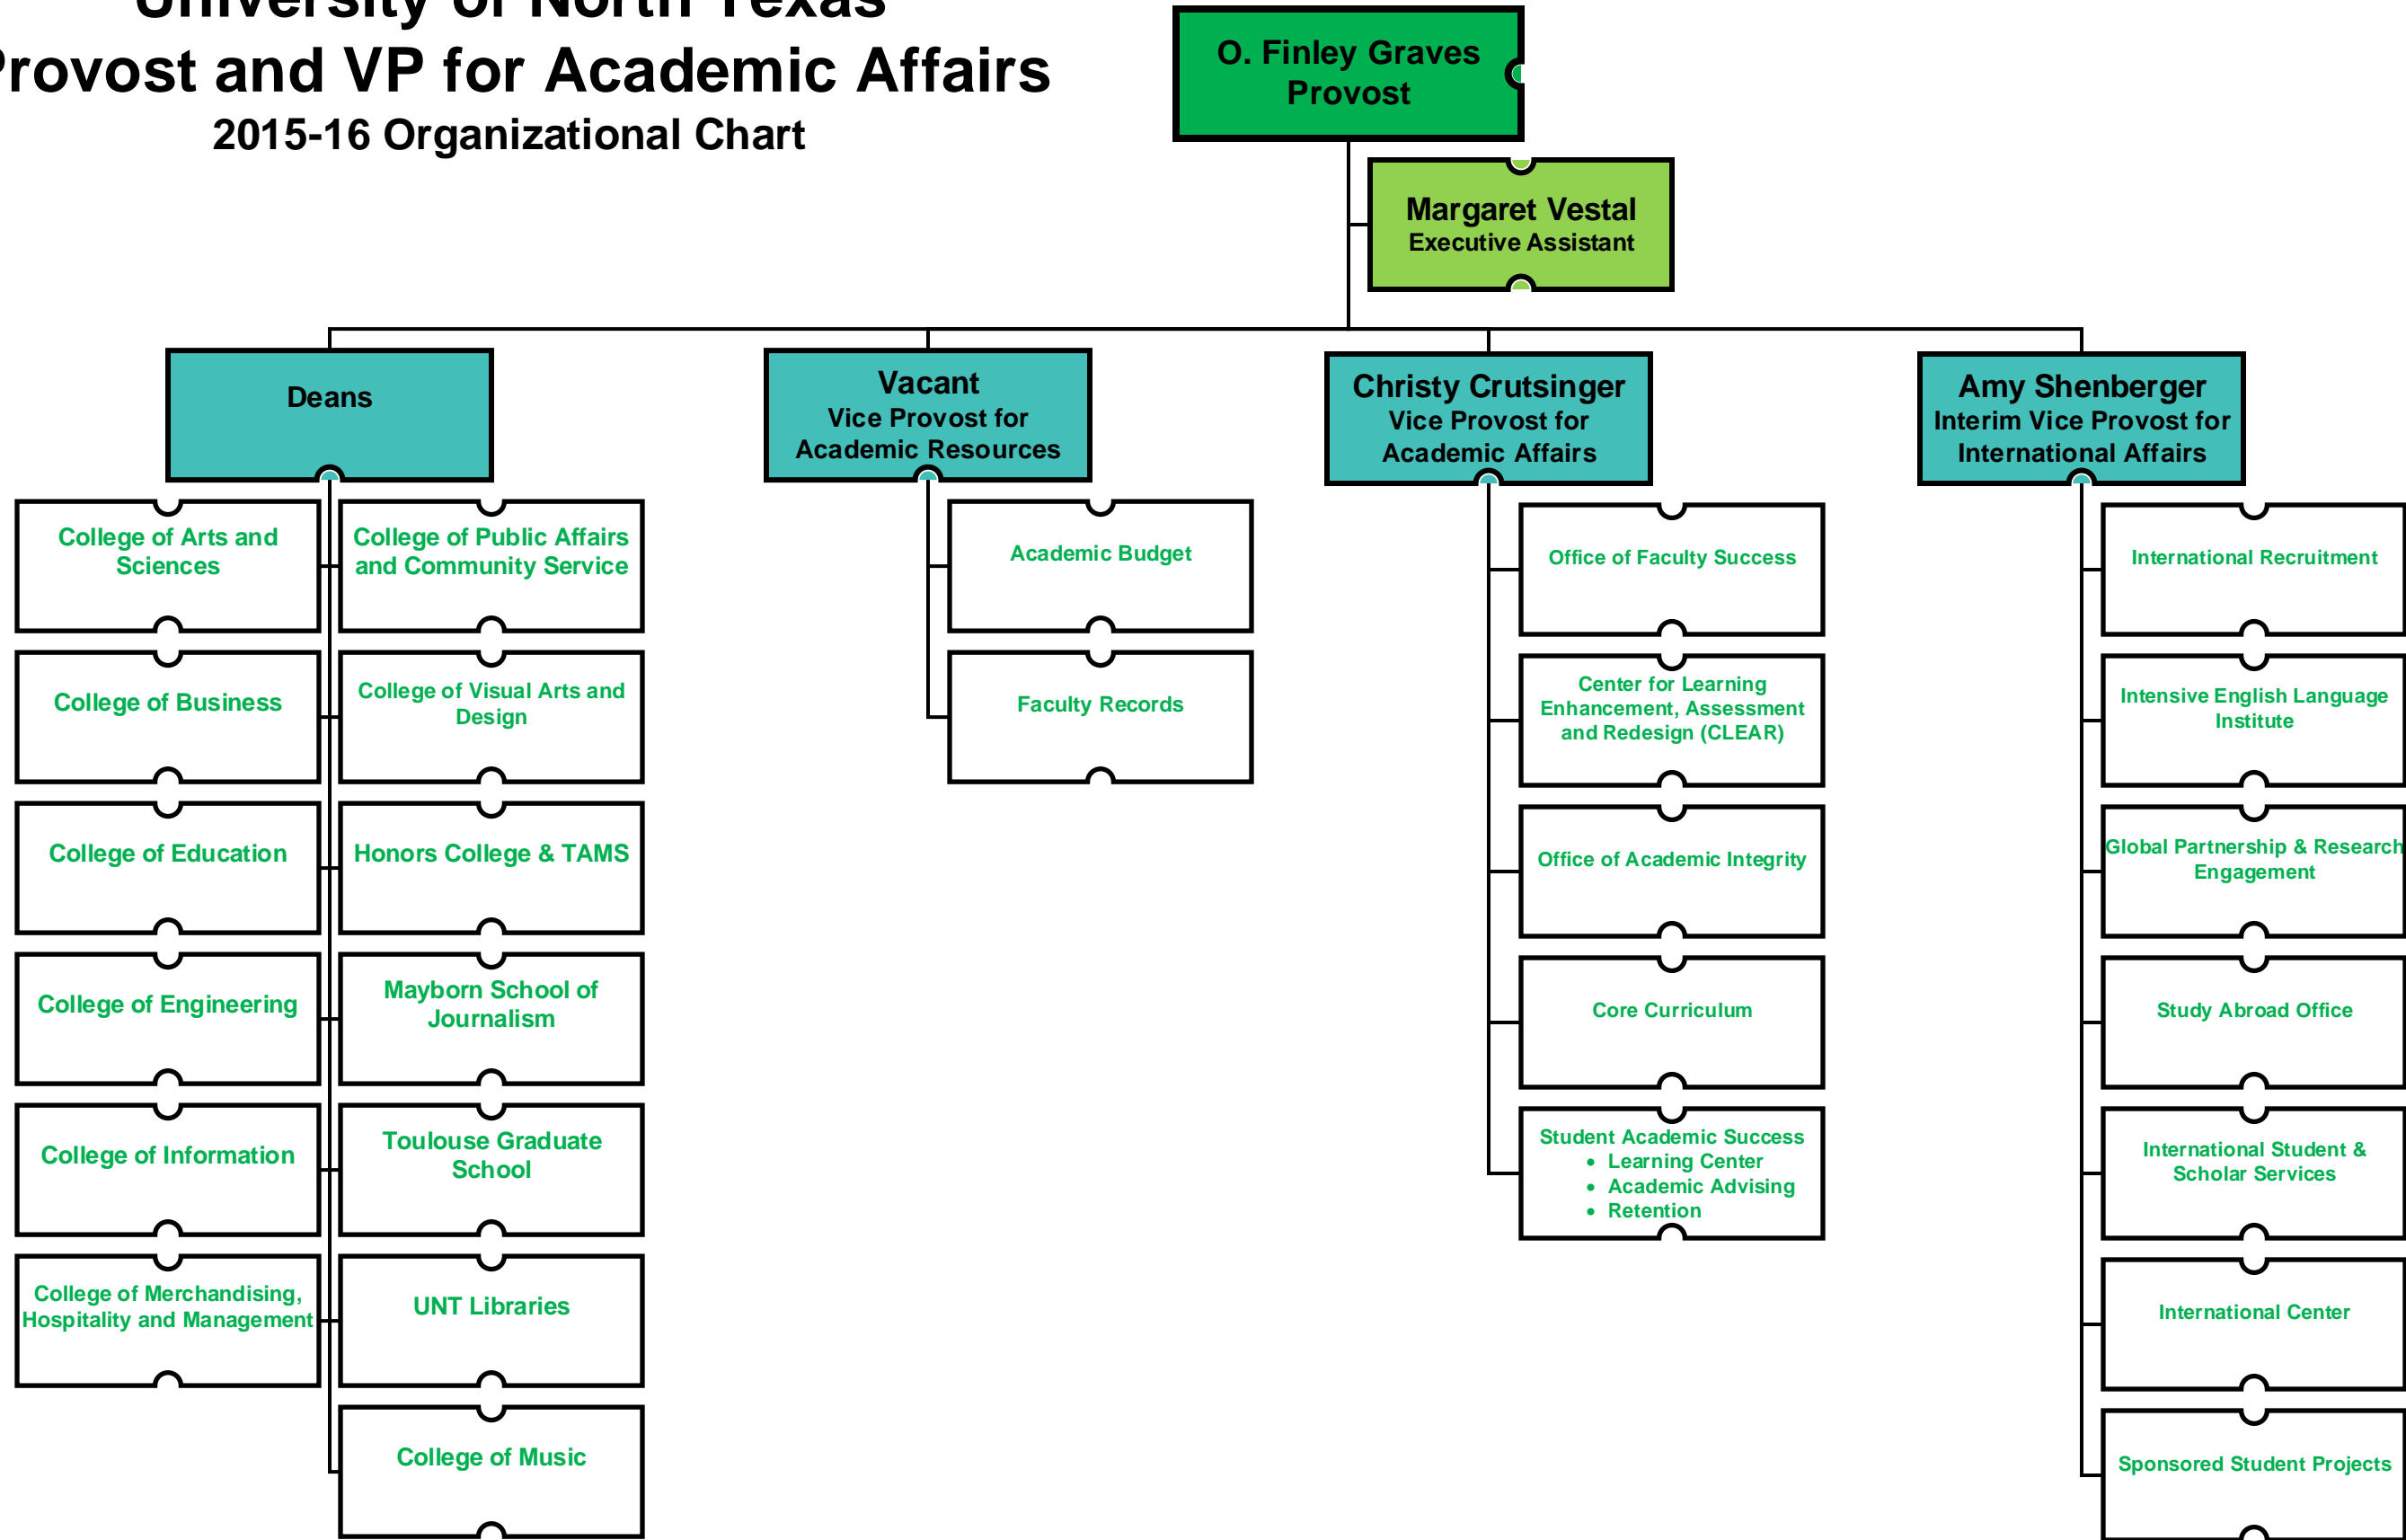 University of North Texas
Provost and VP for Academic Affairs
2015-16 Organizational Chart
O. Finley Graves
Provost
Margaret Vestal
Executive Assistant
Deans
Vacant
Vice Provost for
Academic Resources
Christy Crutsinger
Vice Provost for
Academic Affairs
Amy Shenberger
Interim Vice Provost for
International Affairs
College of Arts and
Sciences
College of Public Affairs
and Community Service
College of Business
College of Visual Arts and
Design
College of Education
Honors College & TAMS
College of Engineering
Mayborn School of
Journalism
College of Information
Toulouse Graduate
School
College of Merchandising,
Hospitality and Management
UNT Libraries
College of Music
Academic Budget
Faculty Records
Office of Faculty Success
Center for Learning
Enhancement, Assessment
and Redesign (CLEAR)
Office of Academic Integrity
Core Curriculum
Student Academic Success
• Learning Center
• Academic Advising
• Retention
International Recruitment
Intensive English Language
Institute
Global Partnership & Research
Engagement
Study Abroad Office
International Student &
Scholar Services
International Center
Sponsored Student Projects